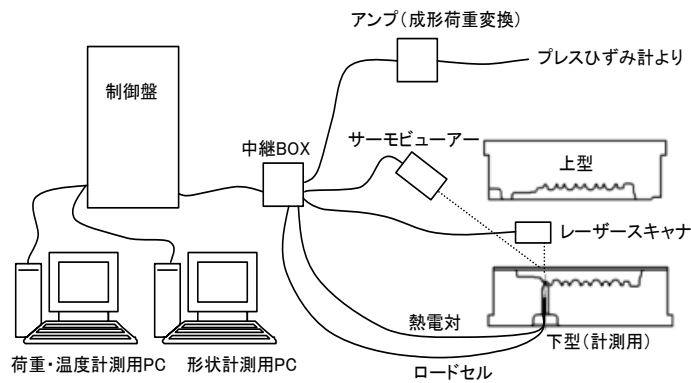 アンプ（成形荷重変換）
プレスひずみ計より
制御盤
中継BOX
サーモビューアー
上型
レーザースキャナ
熱電対
下型（計測用）
荷重・温度計測用PC
形状計測用PC
ロードセル